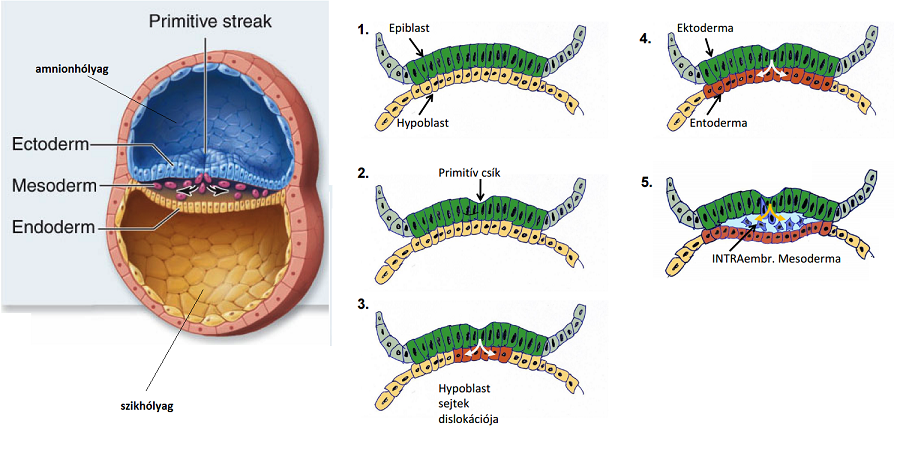 Primitive streak
amnionhólyag
Ectoderm
Mesoderm
Endoderm
szikhólyag
1.
Epiblast
Hypoblast
2.
Primitív csík
3.
Hypoblast
sejtek
dislokációja
4.
Ektoderma
Entoderma
5.
INTRAembr. Mesoderma